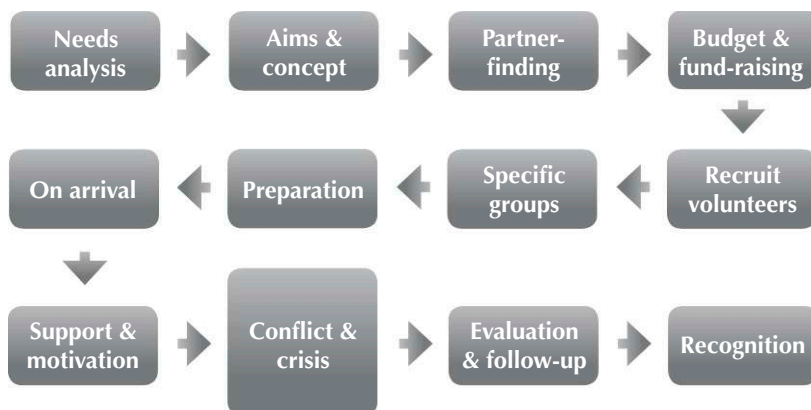 Needs
analysis
Aims &
concept
Partner-
finding
Budget &
fund-raising
Recruit
volunteers
Specific
groups
Preparation
On arrival
Support &
motivation
Conflict &
crisis
Evaluation
& follow-up
Recognition